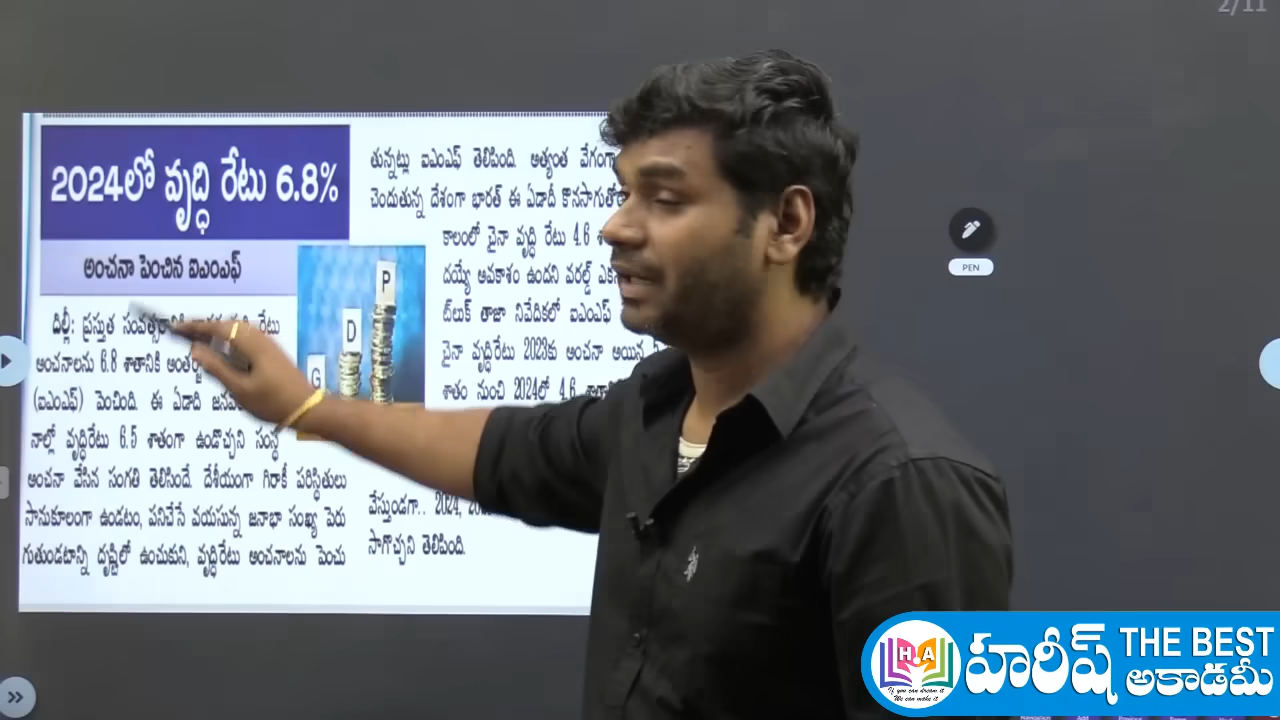 2/11
2024లో వృద్ధి రేటు 6.8%
అంచనా పెంచిన ఐఎంఎఫ్
దిల్లీ: ప్రస్తుత రేటు
అంచనాలను 6.8 శాతానికి
(ఐఎంఎఫ్) పెంచింది. ఈ ఏడాది
నాల్లో వృద్ధిరేటు 6.5 శాతంగా ఉండొచ్చని సంస్థ
అంచనా వేసిన సంగతి తెలిసిందే. దేశీయంగా గిరాకీ పరిస్థితులు
సానుకూలంగా ఉండటం, పనిచేసే వయసున్న జనాభా సంఖ్య పెరు
గుతుండటాన్ని దృష్టిలో ఉంచుకుని, వృద్ధిరేటు అంచనాలను పెంచు
G D P
తున్నట్లు ఐఎంఎఫ్ తెలిపింది. అత్యంత వేగంగా
చెందుతున్న దేశంగా భారత్ ఈ ఏడాదీ
కాలంలో చైనా వృద్ధి రేటు 4.6
దయ్యే అవకాశం ఉందని వరల్డ్
ట్‌లుక్ తాజా నివేదికలో ఐఎంఎఫ్
చైనా వృద్ధిరేటు 2023కు అంచనా అయిన
శాతం నుంచి 2024లో 4.6
వేస్తుండగా.. 2024,
సాగొచ్చని తెలిపింది.
PEN
HA
If you can dream it
We can make it
హరీష్ THE BEST
అకాడమీ